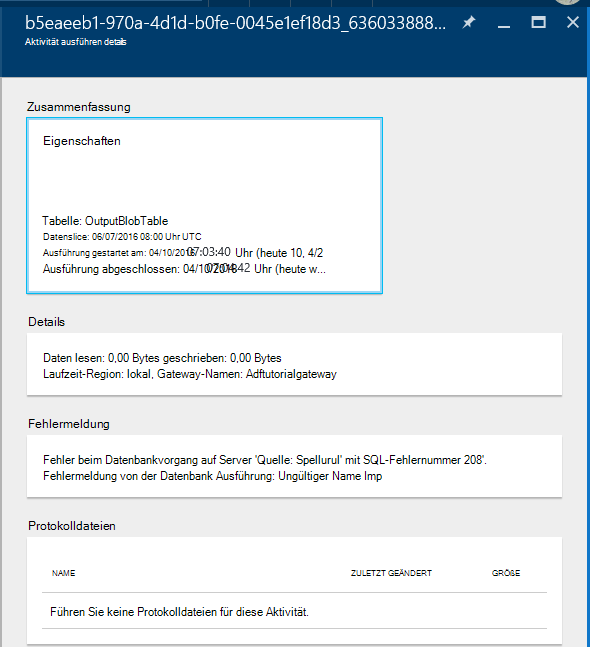 b5eaeeb1-970a-4d1d-b0fe-0045e1ef18d3_636033888...
Aktivität ausführen details
Zusammenfassung
Eigenschaften
Tabelle: OutputBlobTable
Datenslice: 06/07/2016 08:00 Uhr UTC
Ausführung gestartet am: 04/10/2016 07:03:40 Uhr (heute 10, 4/2
Ausführung abgeschlossen: 04/10/2016 07:04:42 Uhr (heute w...
Details
Daten lesen: 0,00 Bytes geschrieben: 0,00 Bytes
Laufzeit-Region: lokal, Gateway-Namen: Adftutorialgateway
Fehlermeldung
Fehler beim Datenbankvorgang auf Server 'Quelle: Spellurul' mit SQL-Fehlernummer 208'.
Fehlermeldung von der Datenbank Ausführung: Ungültiger Name Imp
Protokolldateien
NAME ZULETZT GEÄNDERT GRÖßE
Führen Sie keine Protokolldateien für diese Aktivität.